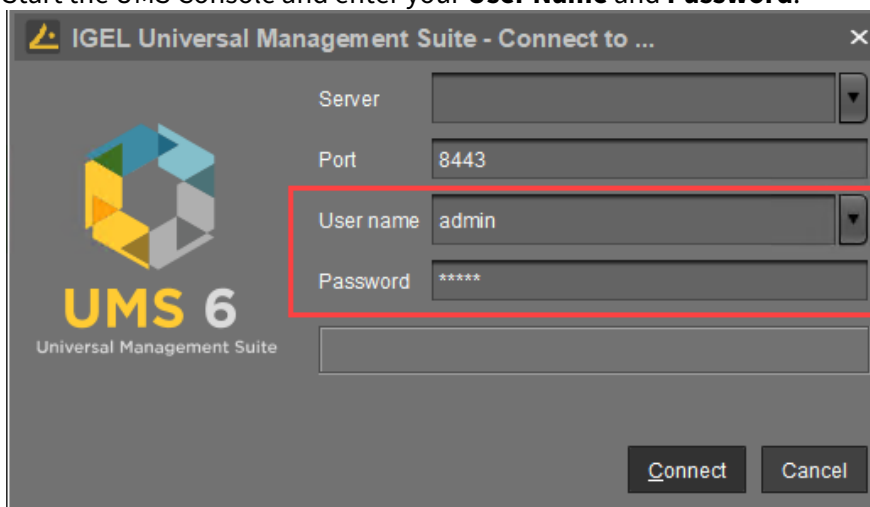 Start the UMS Console and enter your User Name and Password.
IGEL Universal Management Suite - Connect to ...
Server
Port 8443
User name admin
Password *****
UMS 6
Universal Management Suite
Connect Cancel